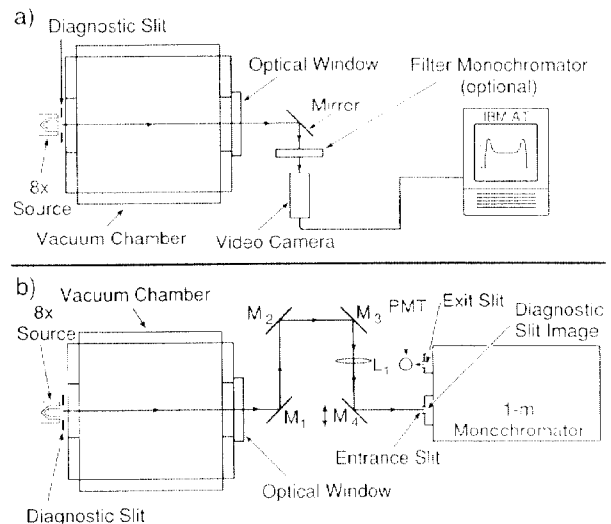 a)
Diagnostic Slit
Optical Window
Filter Monochromator
(optional)
Mirror
IBM AT
8x
Source
Vacuum Chamber
Video Camera
b)
Vacuum Chamber
8x
Source
M2
M3
PMT
Exit Slit
Diagnostic
Slit Image
L1
M1
M4
1-m
Monochromator
Entrance Slit
Optical Window
Diagnostic Slit